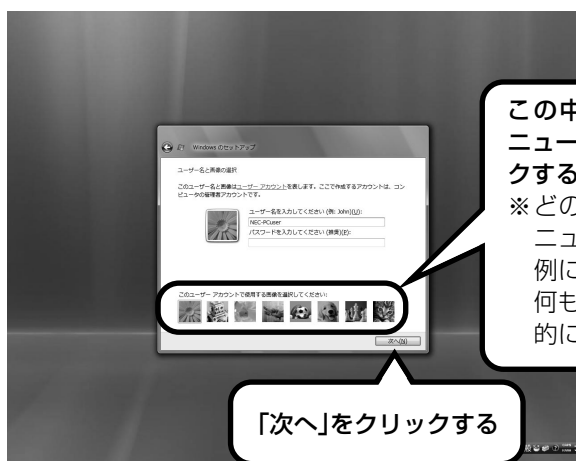 Windows のセットアップ
ユーザー名と画像の選択
このユーザー名と画像はユーザー アカウントを表します。ここで作成するアカウントは、コン
ピュータの管理者アカウントです。
ユーザー名を入力してください (例: John)(U):
NEC-PCuser
パスワードを入力してください (推奨)(P):
このユーザー アカウントで使用する画像を選択してください:
次へ(N)
この中
ニュー
クする
※どの
ニュ
例に
何も
的に
「次へ」をクリックする